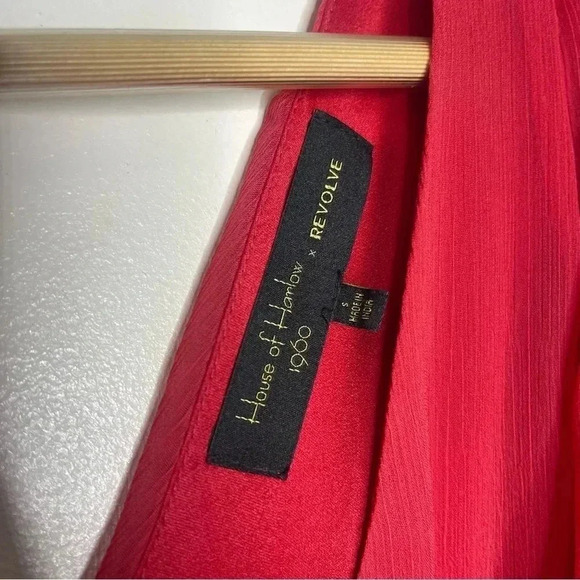 House of Harlow
1960
× REVOLVE
S
MADE IN
INDIA